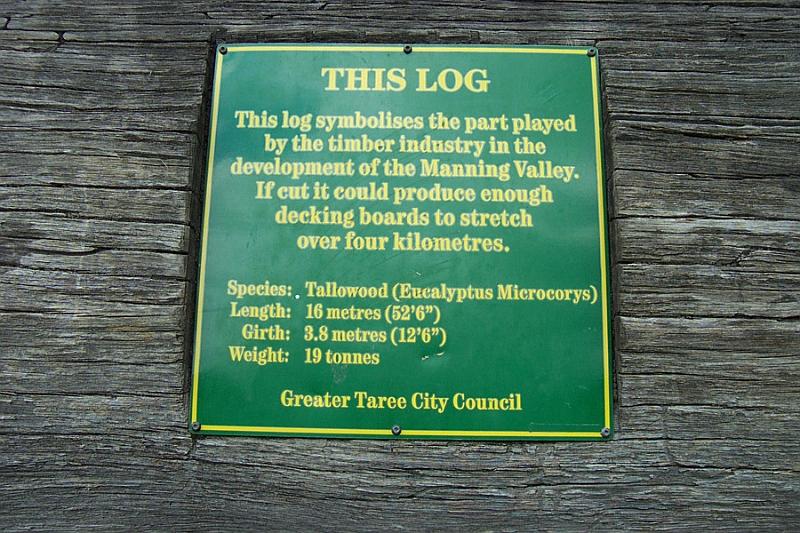 THIS LOG
This log symbolises the part played
by the timber industry in the
development of the Manning Valley.
If cut it could produce enough
decking boards to stretch
over four kilometres.
Species: Tallowood (Eucalyptus Microcorys)
Length: 16 metres (52'6")
Girth: 3.8 metres (12'6")
Weight: 19 tonnes
Greater Taree City Council